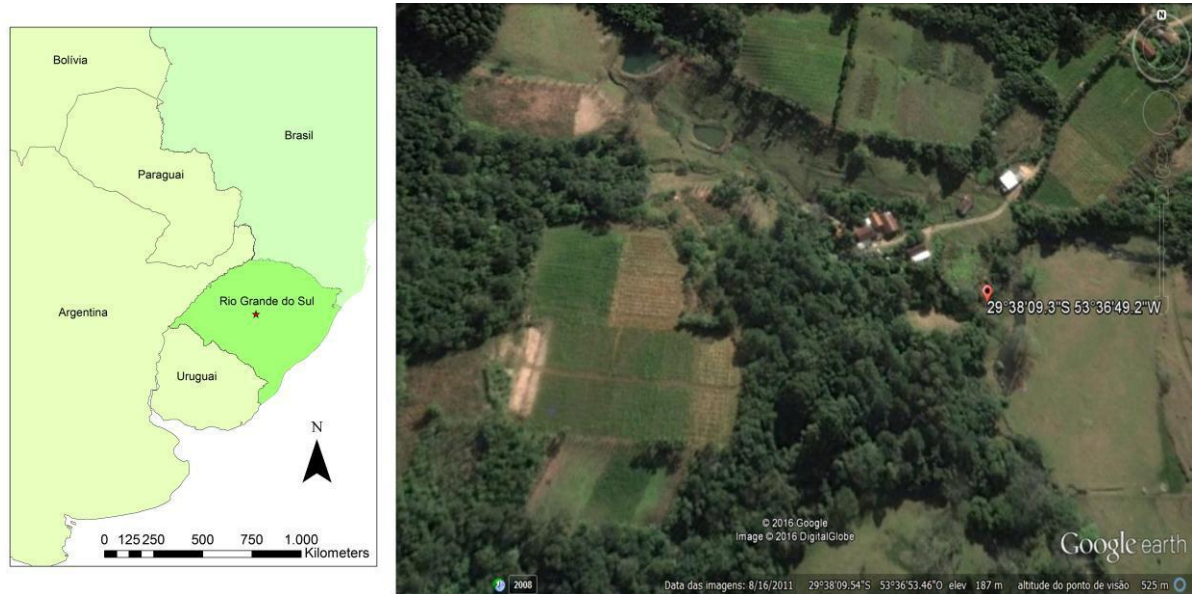 Bolívia
Brasil
Paraguai
Argentina
Rio Grande do Sul
Uruguai
N
0 125 250 500 750 1.000
Kilometers
N
29°38'09.3"S 53°36'49.2"W
© 2016 Google
Image © 2016 DigitalGlobe
Google earth
2008
Data das imagens: 8/16/2011 29°38'09.54"S 53°36'53.46"O elev 187 m altitude do ponto de visão 525 m